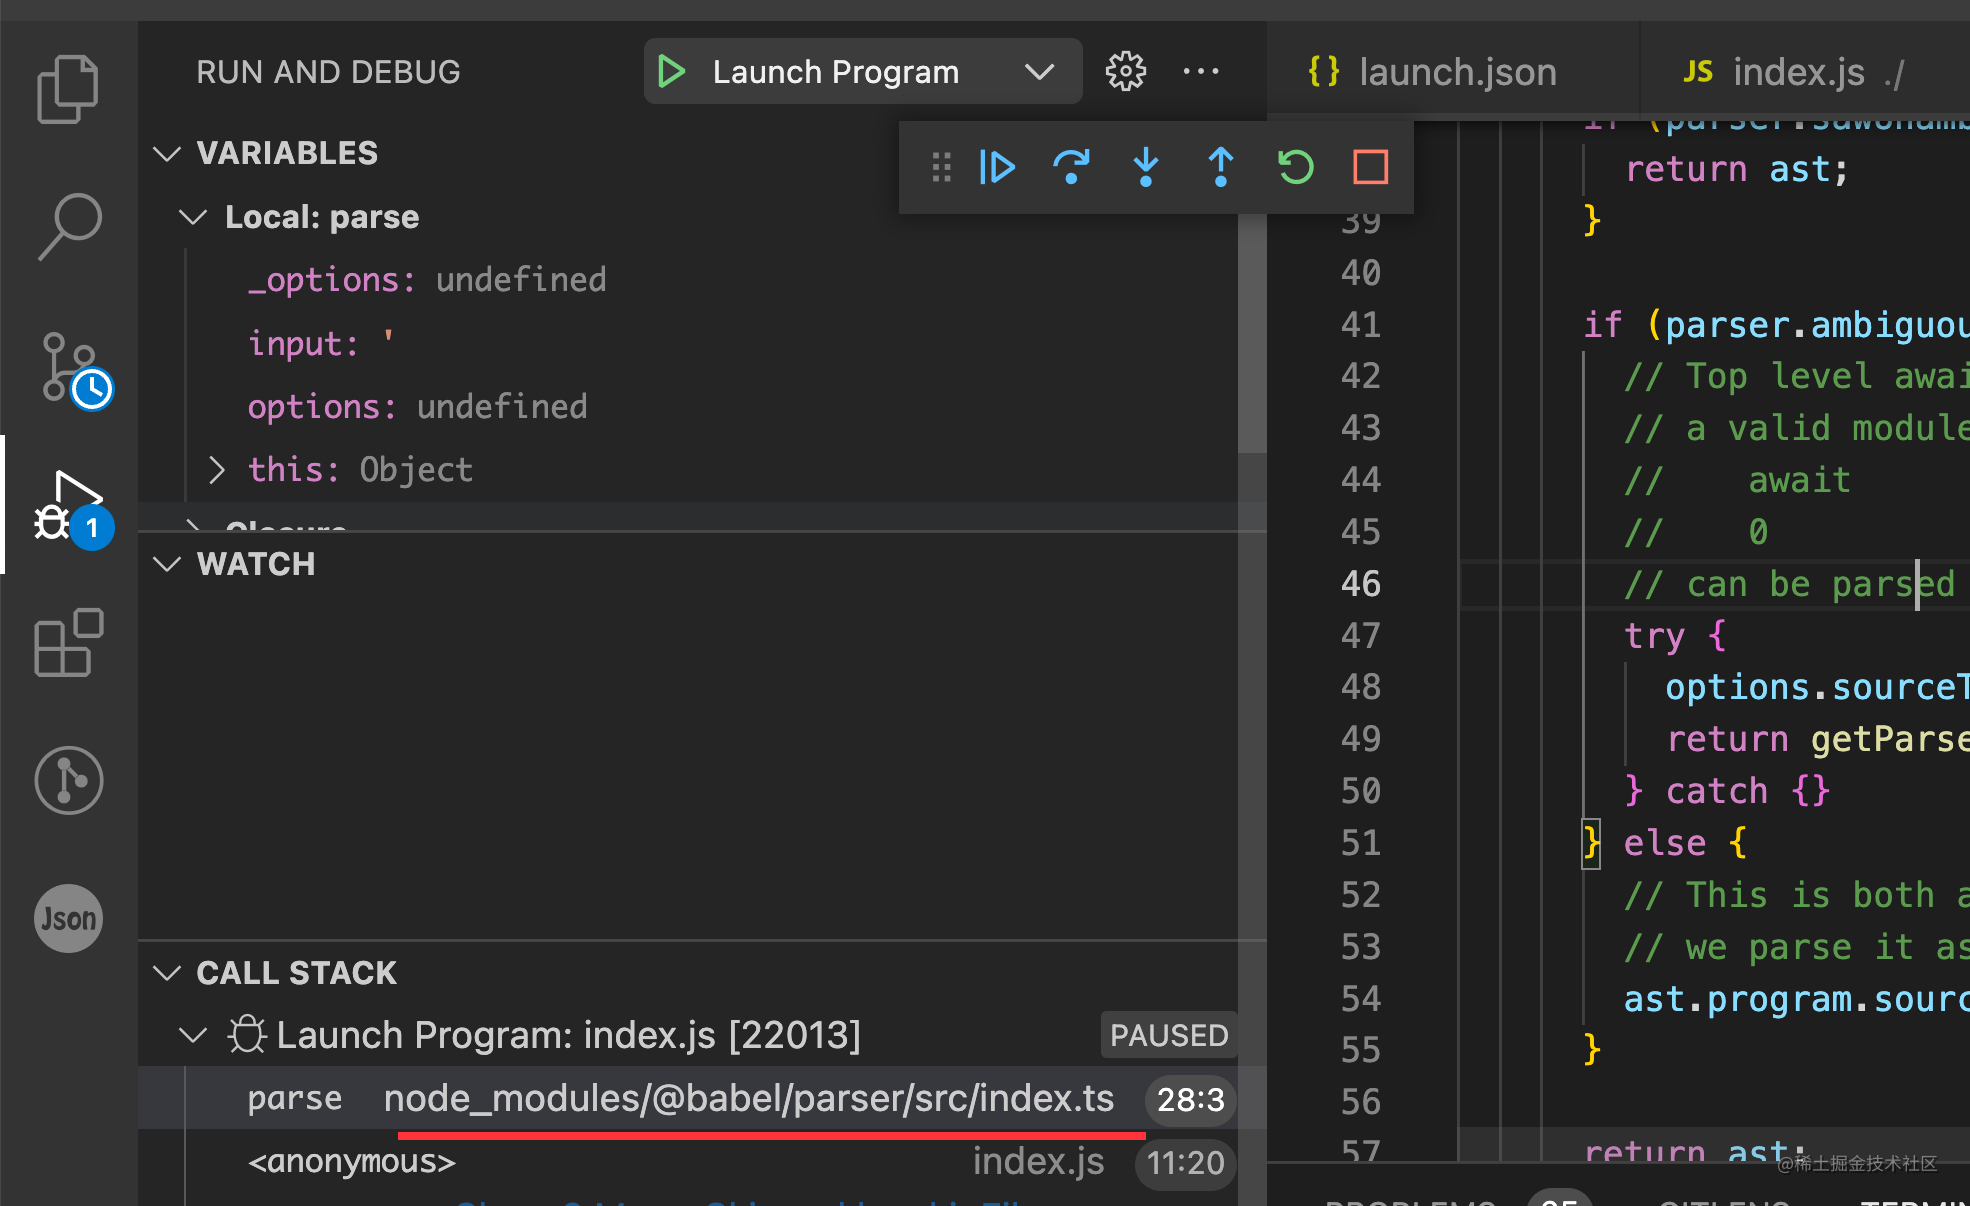 RUN AND DEBUG
Launch Program
VARIABLES
Local: parse
_options: undefined
input: '
options: undefined
this: Object
Closure
WATCH
CALL STACK
Launch Program: index.js [22013]
PAUSED
parse node_modules/@babel/parser/src/index.ts 28:3
<anonymous> index.js 11:20
1
Json
{} launch.json
JS index.js ./
return ast;
39 }
40
41 if (parser.ambiguou
42 // Top level awai
43 // a valid module
44 // await
45 // 0
46 // can be parsed
47 try {
48 options.sourceT
49 return getParse
50 } catch {}
51 } else {
52 // This is both a
53 // we parse it as
54 ast.program.sourc
55 }
56
57 return ast;
@稀土掘金技术社区
PROBLEMS
GITLENS
TERMIN